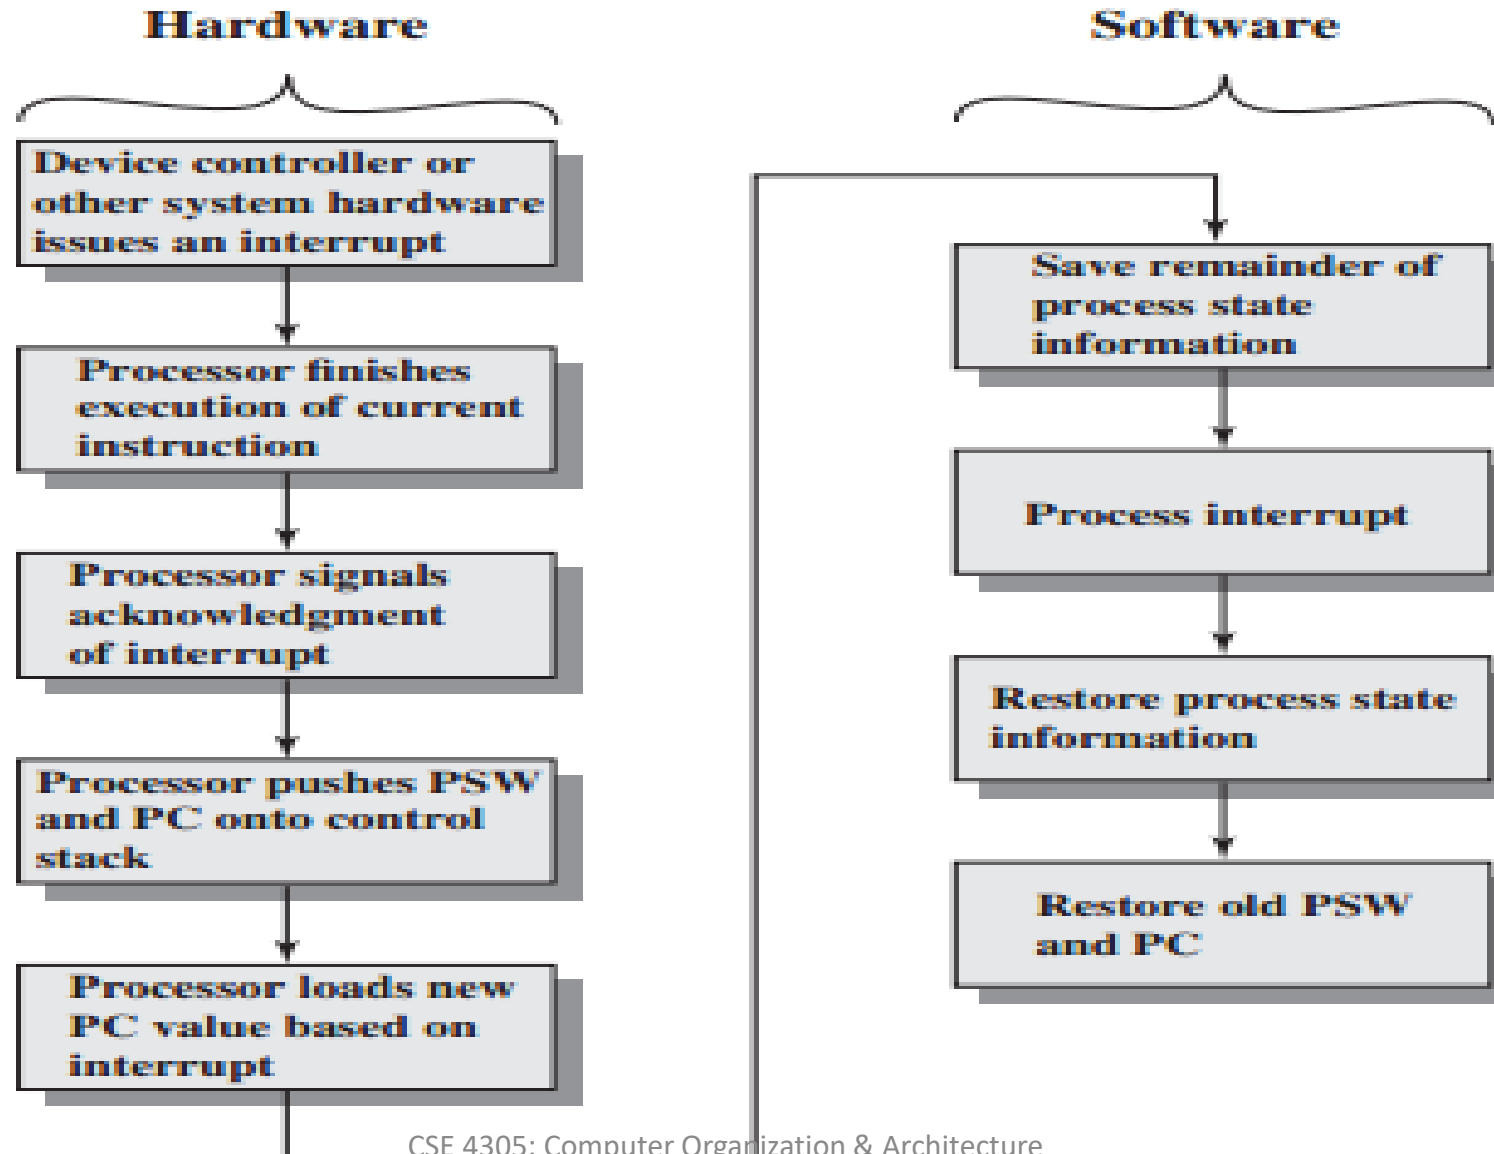 Hardware
Device controller or
other system hardware
issues an interrupt
Processor finishes
execution of current
instruction
Processor signals
acknowledgment
of interrupt
Processor pushes PSW
and PC onto control
stack
Processor loads new
PC value based on
interrupt
Software
Save remainder of
process state
information
Process interrupt
Restore process state
information
Restore old PSW
and PC
CSE 4305: Computer Organization & Architecture